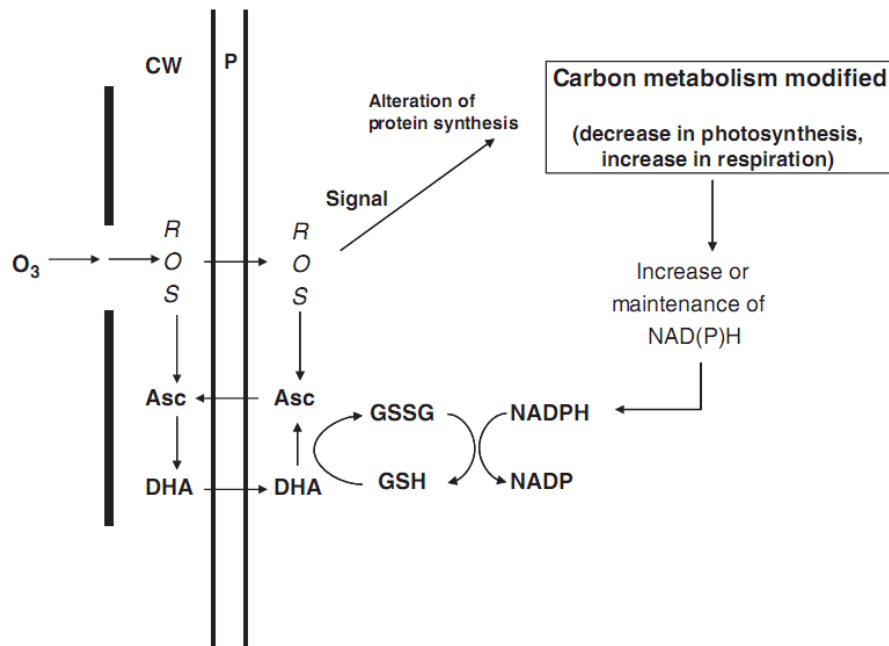 CW
P
Carbon metabolism modified
(decrease in photosynthesis,
increase in respiration)
Alteration of
protein synthesis
Signal
R
O
S
R
O
S
O₃
Increase or
maintenance of
NAD(P)H
Asc
Asc
GSSG
NADPH
DHA
DHA
GSH
NADP